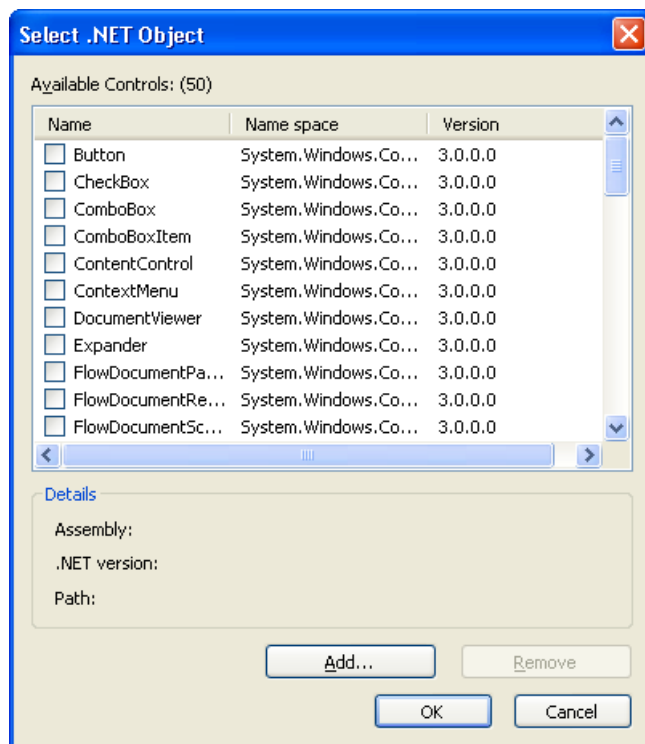 Select .NET Object
Available Controls: (50)
Name Name space Version
Button System.Windows.Co... 3.0.0.0
CheckBox System.Windows.Co... 3.0.0.0
ComboBox System.Windows.Co... 3.0.0.0
ComboBoxItem System.Windows.Co... 3.0.0.0
ContentControl System.Windows.Co... 3.0.0.0
ContextMenu System.Windows.Co... 3.0.0.0
DocumentViewer System.Windows.Co... 3.0.0.0
Expander System.Windows.Co... 3.0.0.0
FlowDocumentPa... System.Windows.Co... 3.0.0.0
FlowDocumentRe... System.Windows.Co... 3.0.0.0
FlowDocumentSc... System.Windows.Co... 3.0.0.0
Details
Assembly:
.NET version:
Path:
Add... Remove
OK Cancel